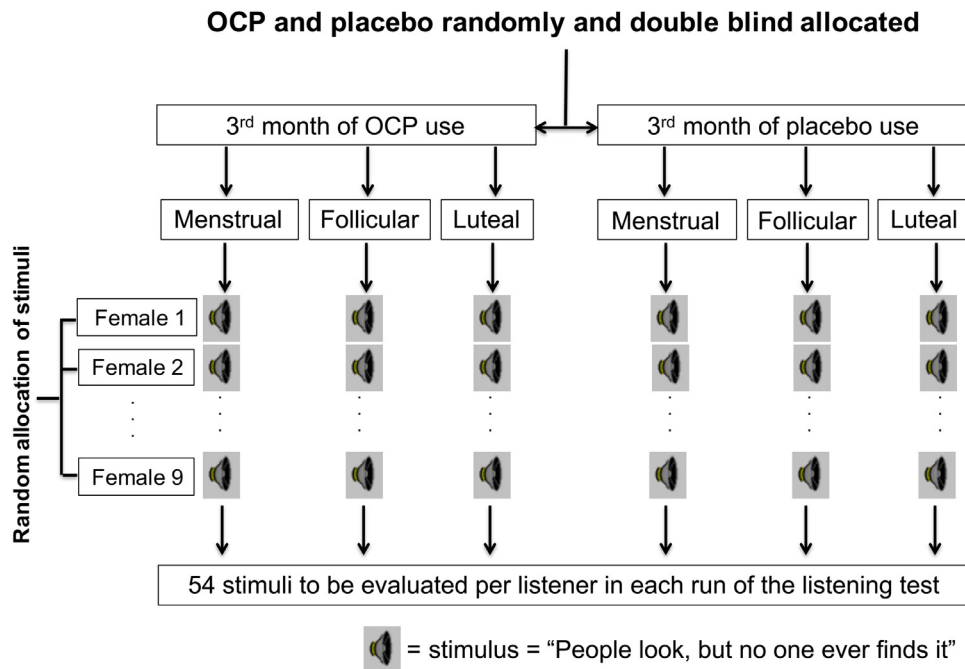 OCP and placebo randomly and double blind allocated
3rd month of OCP use
3rd month of placebo use
Menstrual
Follicular
Luteal
Menstrual
Follicular
Luteal
Random allocation of stimuli
Female 1
Female 2
Female 9
54 stimuli to be evaluated per listener in each run of the listening test
= stimulus = “People look, but no one ever finds it”